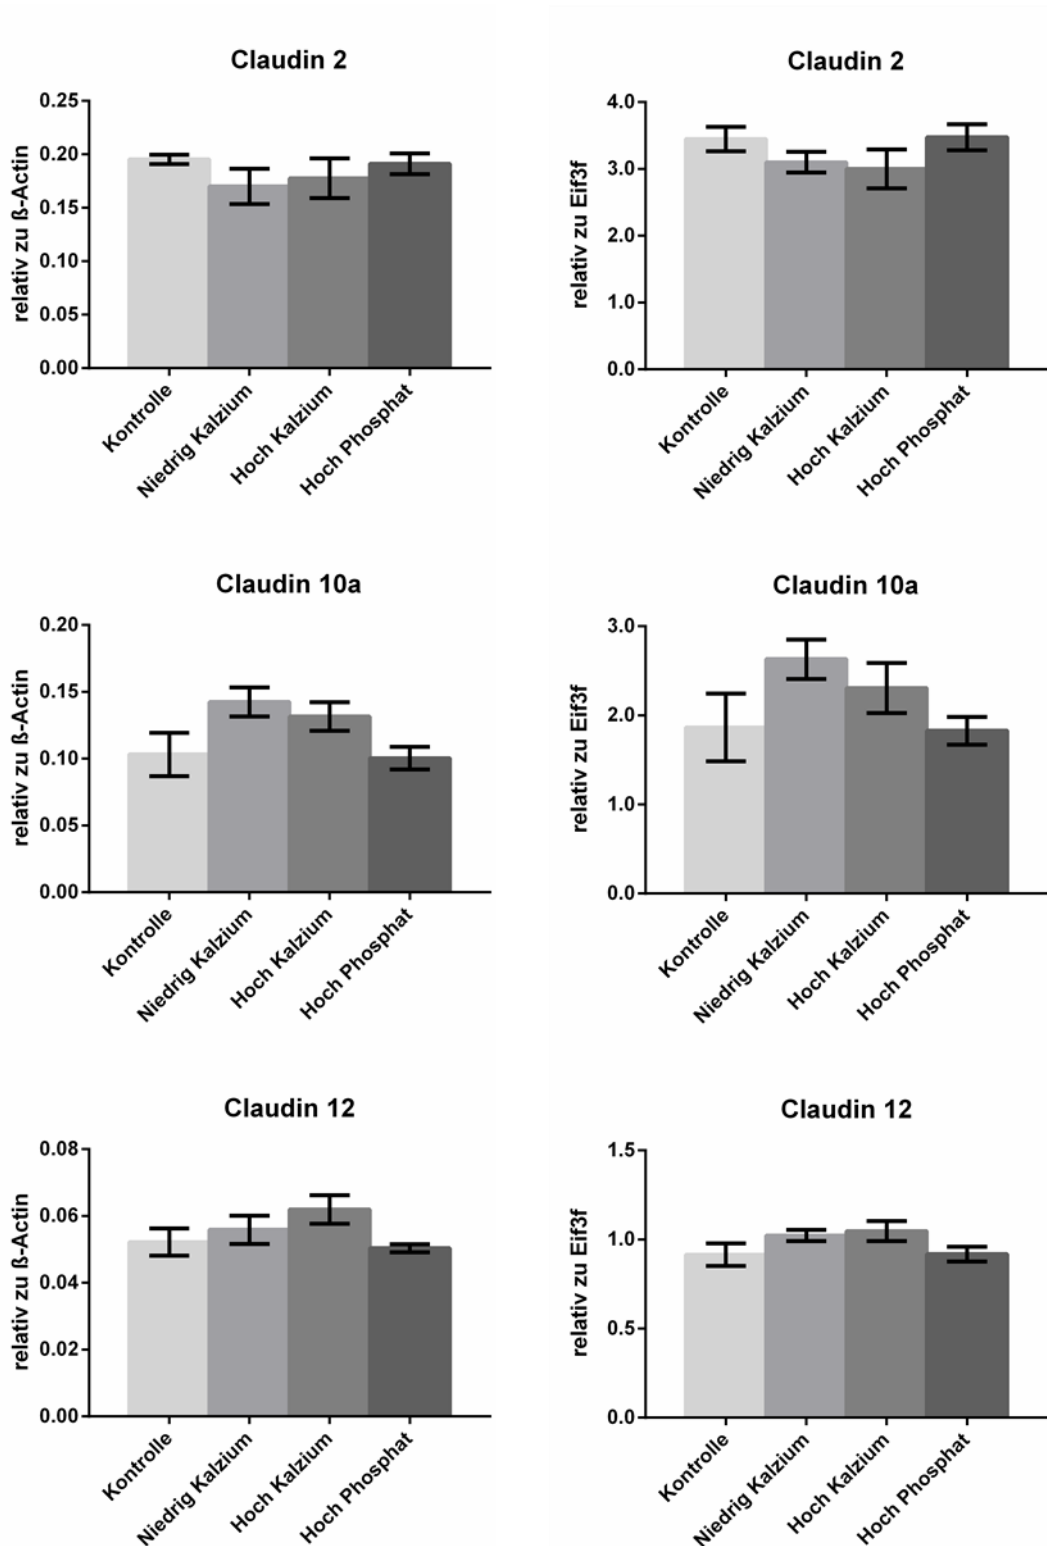 Claudin 2
relativ zu ß-Actin
0.25
0.20
0.15
0.10
0.05
0.00
Kontrolle
Niedrig Kalzium
Hoch Kalzium
Hoch Phosphat
Claudin 2
relativ zu Eif3f
4.0
3.0
2.0
1.0
0.0
Kontrolle
Niedrig Kalzium
Hoch Kalzium
Hoch Phosphat
Claudin 10a
relativ zu ß-Actin
0.20
0.15
0.10
0.05
0.00
Kontrolle
Niedrig Kalzium
Hoch Kalzium
Hoch Phosphat
Claudin 10a
relativ zu Eif3f
3.0
2.0
1.0
0.0
Kontrolle
Niedrig Kalzium
Hoch Kalzium
Hoch Phosphat
Claudin 12
relativ zu ß-Actin
0.08
0.06
0.04
0.02
0.00
Kontrolle
Niedrig Kalzium
Hoch Kalzium
Hoch Phosphat
Claudin 12
relativ zu Eif3f
1.5
1.0
0.5
0.0
Kontrolle
Niedrig Kalzium
Hoch Kalzium
Hoch Phosphat